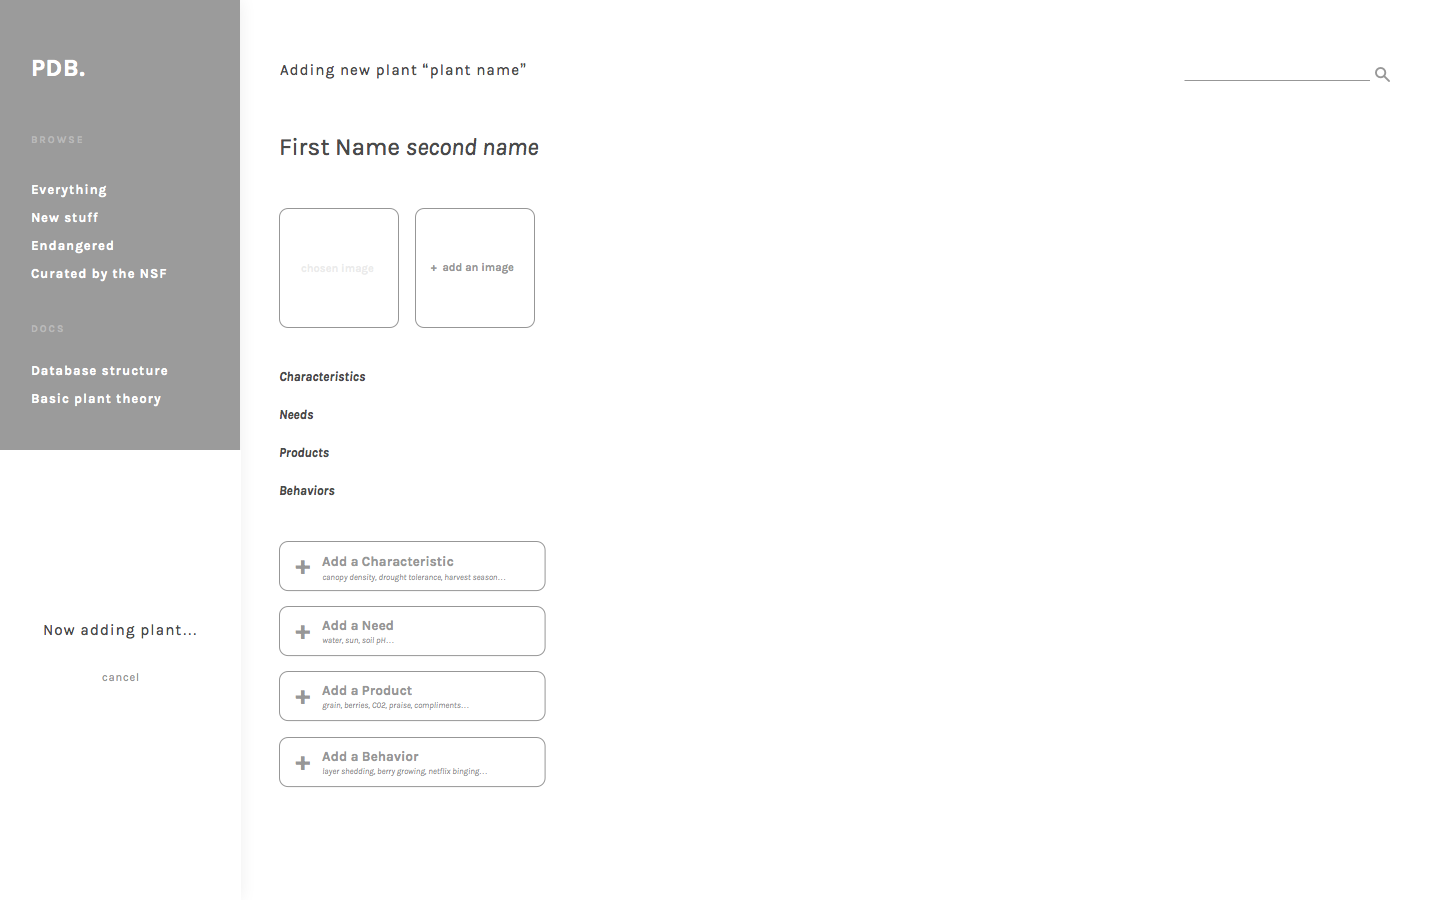 PDB.
BROWSE
Everything
New stuff
Endangered
Curated by the NSF
DOCS
Database structure
Basic plant theory
Now adding plant...
cancel
Adding new plant “plant name”
First Name second name
chosen image
+ add an image
Characteristics
Needs
Products
Behaviors
+ Add a Characteristic
canopy density, drought tolerance, harvest season...
+ Add a Need
water, sun, soil pH...
+ Add a Product
grain, berries, CO2, praise, compliments...
+ Add a Behavior
layer shedding, berry growing, netflix binging...